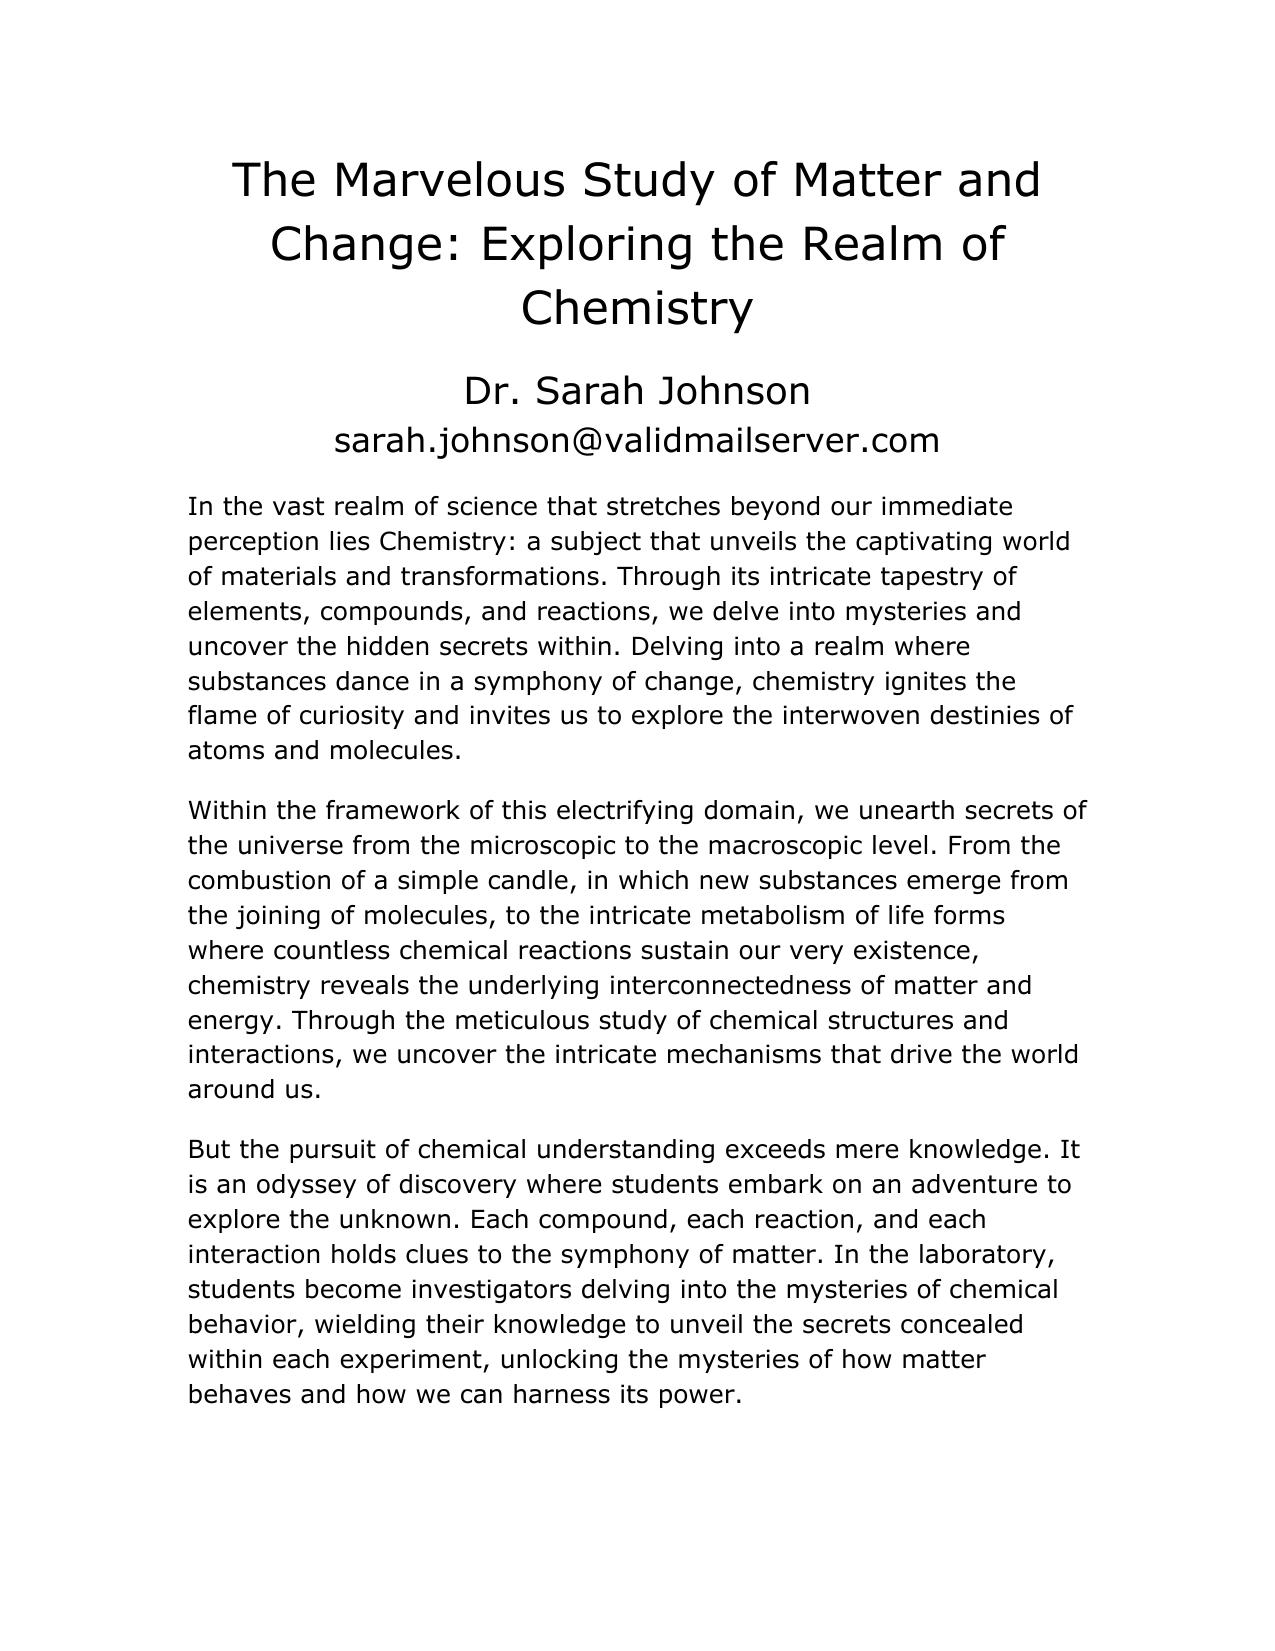 The Marvelous Study of Matter and
Change: Exploring the Realm of
Chemistry
Dr. Sarah Johnson
sarah.johnson@validmailserver.com
In the vast realm of science that stretches beyond our immediate
perception lies Chemistry: a subject that unveils the captivating world
of materials and transformations. Through its intricate tapestry of
elements, compounds, and reactions, we delve into mysteries and
uncover the hidden secrets within. Delving into a realm where
substances dance in a symphony of change, chemistry ignites the
flame of curiosity and invites us to explore the interwoven destinies of
atoms and molecules.
Within the framework of this electrifying domain, we unearth secrets of
the universe from the microscopic to the macroscopic level. From the
combustion of a simple candle, in which new substances emerge from
the joining of molecules, to the intricate metabolism of life forms
where countless chemical reactions sustain our very existence,
chemistry reveals the underlying interconnectedness of matter and
energy. Through the meticulous study of chemical structures and
interactions, we uncover the intricate mechanisms that drive the world
around us.
But the pursuit of chemical understanding exceeds mere knowledge. It
is an odyssey of discovery where students embark on an adventure to
explore the unknown. Each compound, each reaction, and each
interaction holds clues to the symphony of matter. In the laboratory,
students become investigators delving into the mysteries of chemical
behavior, wielding their knowledge to unveil the secrets concealed
within each experiment, unlocking the mysteries of how matter
behaves and how we can harness its power.